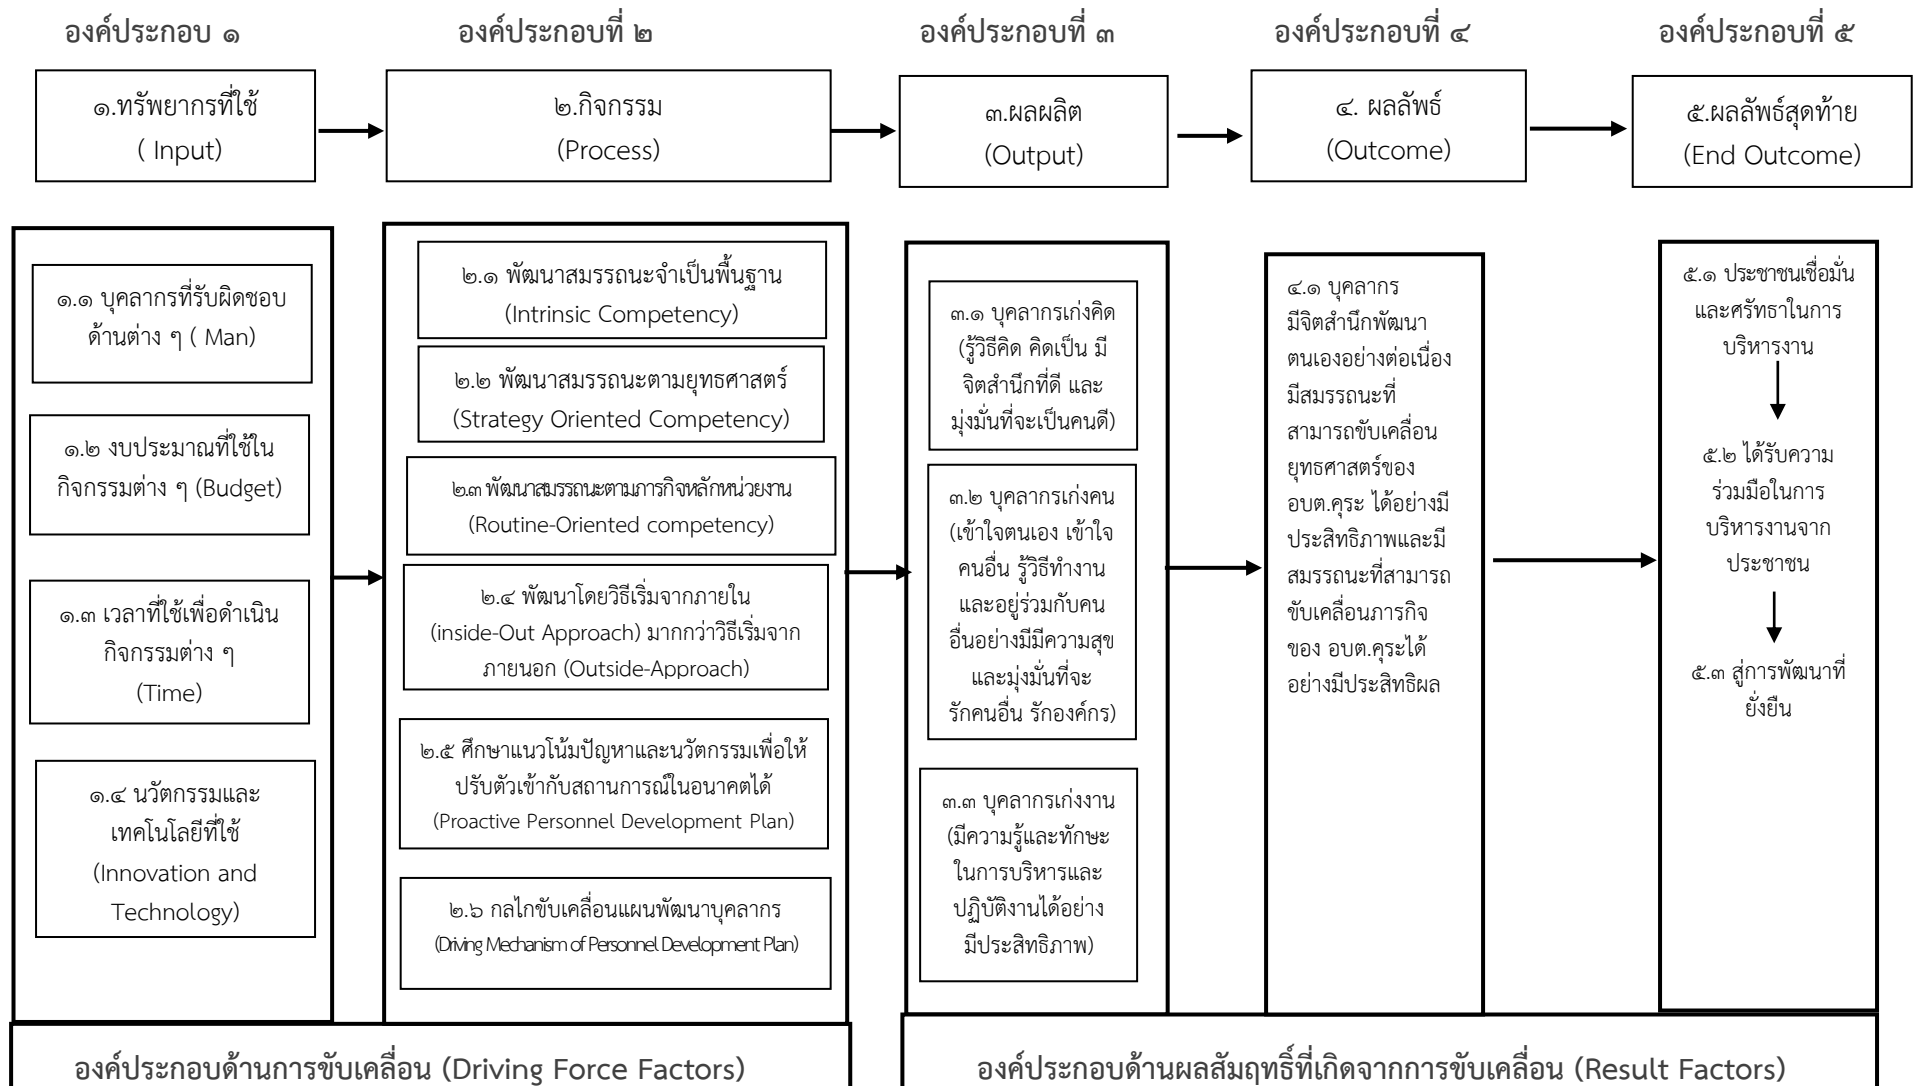 องค์ประกอบ ๑
องค์ประกอบที่ ๒
องค์ประกอบที่ ๓
องค์ประกอบที่ ๔
องค์ประกอบที่ ๕
๑.ทรัพยากรที่ใช้
( Input)
๒.กิจกรรม
(Process)
๓.ผลผลิต
(Output)
๔. ผลลัพธ์
(Outcome)
๕.ผลลัพธ์สุดท้าย
(End Outcome)
๑.๑ บุคลากรที่รับผิดชอบ
ด้านต่าง ๆ ( Man)
๑.๒ งบประมาณที่ใช้ใน
กิจกรรมต่าง ๆ (Budget)
๑.๓ เวลาที่ใช้เพื่อดำเนิน
กิจกรรมต่าง ๆ
(Time)
๑.๔ นวัตกรรมและ
เทคโนโลยีที่ใช้
(Innovation and
Technology)
๒.๑ พัฒนาสมรรถนะจำเป็นพื้นฐาน
(Intrinsic Competency)
๒.๒ พัฒนาสมรรถนะตามยุทธศาสตร์
(Strategy Oriented Competency)
๒.๓ พัฒนาสมรรถนะตามภารกิจหลักหน่วยงาน
(Routine-Oriented competency)
๒.๔ พัฒนาโดยวิธีเริ่มจากภายใน
(inside-Out Approach) มากกว่าวิธีเริ่มจาก
ภายนอก (Outside-Approach)
๒.๕ ศึกษาแนวโน้มปัญหาและนวัตกรรมเพื่อให้
ปรับตัวเข้ากับสถานการณ์ในอนาคตได้
(Proactive Personnel Development Plan)
๒.๖ กลไกขับเคลื่อนแผนพัฒนาบุคลากร
(Driving Mechanism of Personnel Development Plan)
๓.๑ บุคลากรเก่งคิด
(รู้วิธีคิด คิดเป็น มี
จิตสำนึกที่ดี และ
มุ่งมั่นที่จะเป็นคนดี)
๓.๒ บุคลากรเก่งคน
(เข้าใจตนเอง เข้าใจ
คนอื่น รู้วิธีทำงาน
และอยู่ร่วมกับคน
อื่นอย่างมีมีความสุข
และมุ่งมั่นที่จะ
รักคนอื่น รักองค์กร)
๓.๓ บุคลากรเก่งงาน
(มีความรู้และทักษะ
ในการบริหารและ
ปฏิบัติงานได้อย่าง
มีประสิทธิภาพ)
๔.๑ บุคลากร
มีจิตสำนึกพัฒนา
ตนเองอย่างต่อเนื่อง
มีสมรรถนะที่
สามารถขับเคลื่อน
ยุทธศาสตร์ของ
อบต.คุระ ได้อย่างมี
ประสิทธิภาพและมี
สมรรถนะที่สามารถ
ขับเคลื่อนภารกิจ
ของ อบต.คุระได้
อย่างมีประสิทธิผล
๕.๑ ประชาชนเชื่อมั่น
และศรัทธาในการ
บริหารงาน
๕.๒ ได้รับความ
ร่วมมือในการ
บริหารงานจาก
ประชาชน
๕.๓ สู่การพัฒนาที่
ยั่งยืน
องค์ประกอบด้านการขับเคลื่อน (Driving Force Factors)
องค์ประกอบด้านผลสัมฤทธิ์ที่เกิดจากการขับเคลื่อน (Result Factors)